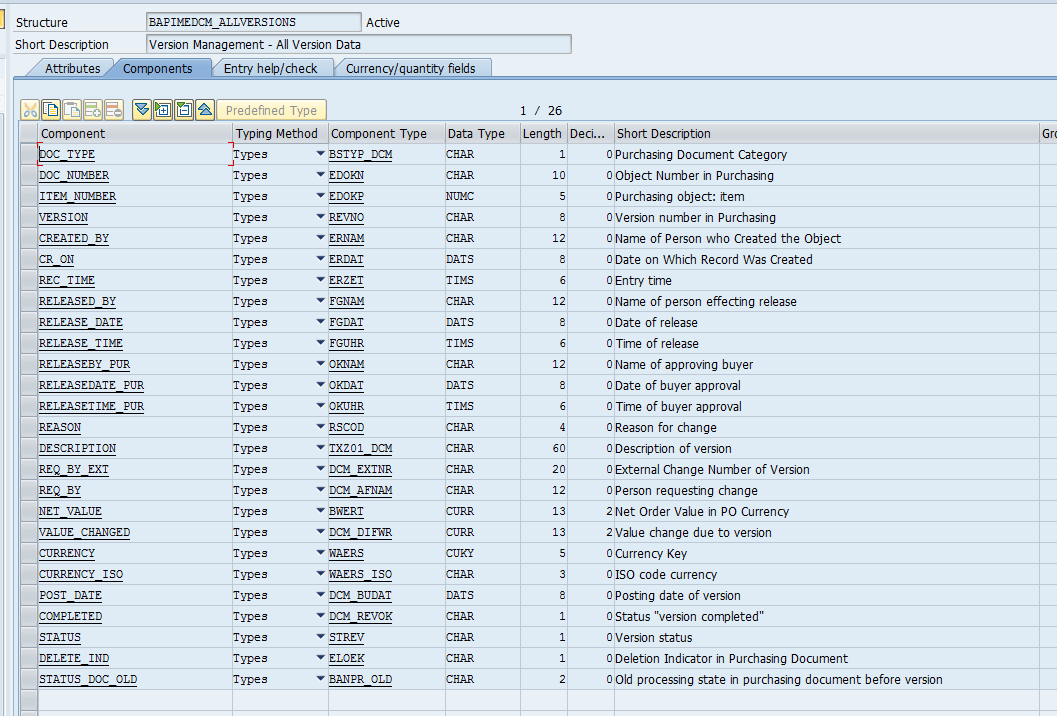 Structure BAPIMEDCM_ALLVERSIONS Active
Short Description Version Management - All Version Data
Attributes Components Entry help/check Currency/quantity fields
Predefined Type 1 / 26
Component Typing Method Component Type Data Type Length Deci... Short Description Gr
DOC_TYPE Types BSTYP_DCM CHAR 1 0 Purchasing Document Category
DOC_NUMBER Types EDOKN CHAR 10 0 Object Number in Purchasing
ITEM_NUMBER Types EDOKP NUMC 5 0 Purchasing object: item
VERSION Types REVNO CHAR 8 0 Version number in Purchasing
CREATED_BY Types ERNAM CHAR 12 0 Name of Person who Created the Object
CR_ON Types ERDAT DATS 8 0 Date on Which Record Was Created
REC_TIME Types ERZET TIMS 6 0 Entry time
RELEASED_BY Types FGNAM CHAR 12 0 Name of person effecting release
RELEASE_DATE Types FGDAT DATS 8 0 Date of release
RELEASE_TIME Types FGUHR TIMS 6 0 Time of release
RELEASEBY_PUR Types OKNAM CHAR 12 0 Name of approving buyer
RELEASEDATE_PUR Types OKDAT DATS 8 0 Date of buyer approval
RELEASETIME_PUR Types OKUHR TIMS 6 0 Time of buyer approval
REASON Types RSCOD CHAR 4 0 Reason for change
DESCRIPTION Types TXZ01_DCM CHAR 60 0 Description of version
REQ_BY_EXT Types DCM_EXTNR CHAR 20 0 External Change Number of Version
REQ_BY Types DCM_AFNAM CHAR 12 0 Person requesting change
NET_VALUE Types BWERT CURR 13 2 Net Order Value in PO Currency
VALUE_CHANGED Types DCM_DIFWR CURR 13 2 Value change due to version
CURRENCY Types WAERS CUKY 5 0 Currency Key
CURRENCY_ISO Types WAERS_ISO CHAR 3 0 ISO code currency
POST_DATE Types DCM_BUDAT DATS 8 0 Posting date of version
COMPLETED Types DCM_REVOK CHAR 1 0 Status "version completed"
STATUS Types STREV CHAR 1 0 Version status
DELETE_IND Types ELOEK CHAR 1 0 Deletion Indicator in Purchasing Document
STATUS_DOC_OLD Types BANPR_OLD CHAR 2 0 Old processing state in purchasing document before version